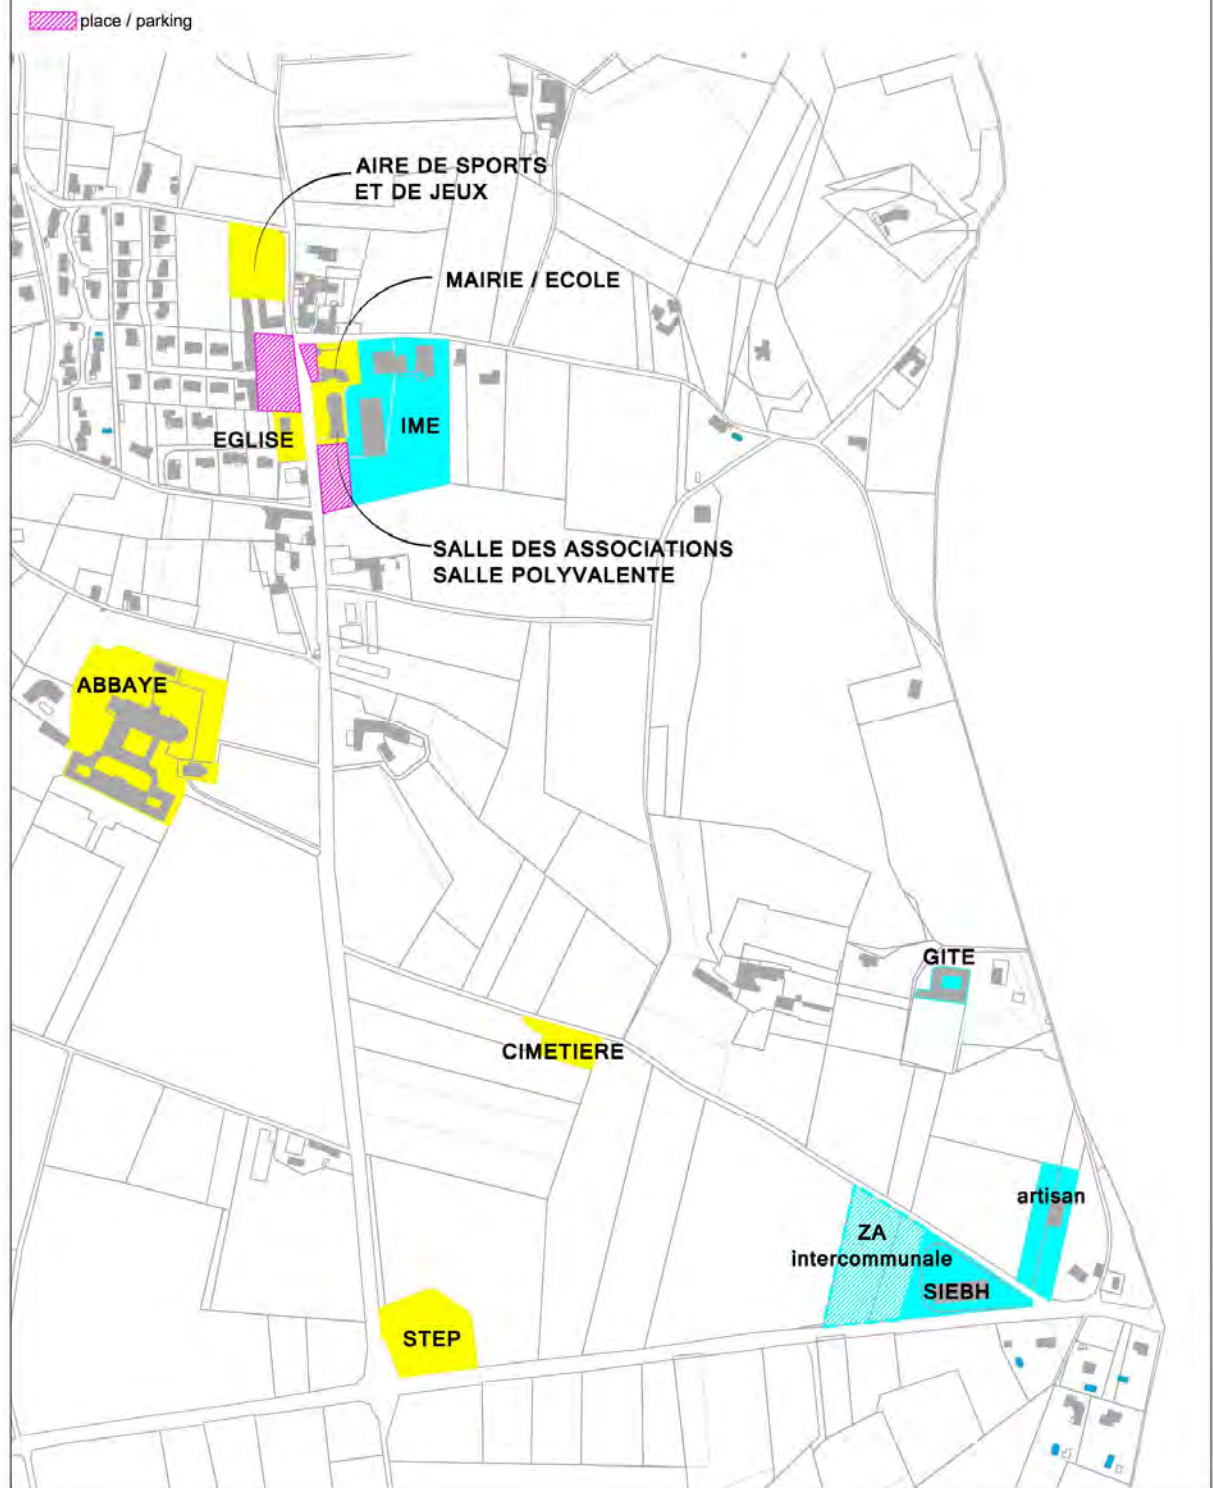 place / parking
AIRE DE SPORTS
ET DE JEUX
MAIRIE / ECOLE
EGLISE
IME
SALLE DES ASSOCIATIONS
SALLE POLYVALENTE
ABBAYE
GITE
CIMETIERE
artisan
ZA
intercommunale
SIEBH
STEP